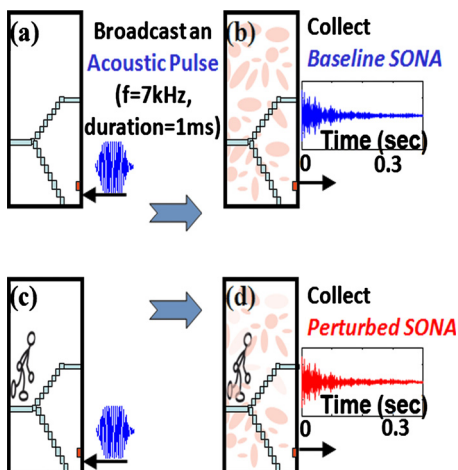 (a)
Broadcast an
Acoustic Pulse
(f=7kHz,
duration=1ms)
(b)
Collect
Baseline SONA
Time (sec)
0 0.3
(c)
(d)
Collect
Perturbed SONA
Time (sec)
0 0.3